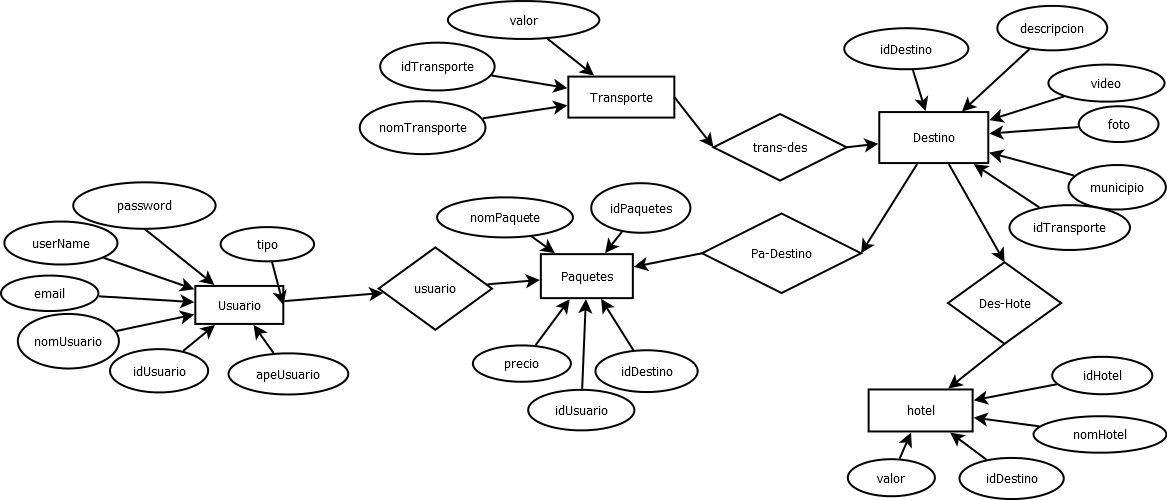 valor
descripcion
idDestino
idTransporte
video
Transporte
foto
nomTransporte
Destino
trans-des
municipio
password
nomPaquete
idPaquetes
idTransporte
userName
tipo
Pa-Destino
Paquetes
email
usuario
Usuario
Des-Hote
nomUsuario
precio
idDestino
idUsuario
apeUsuario
idHotel
idUsuario
hotel
nomHotel
valor
idDestino